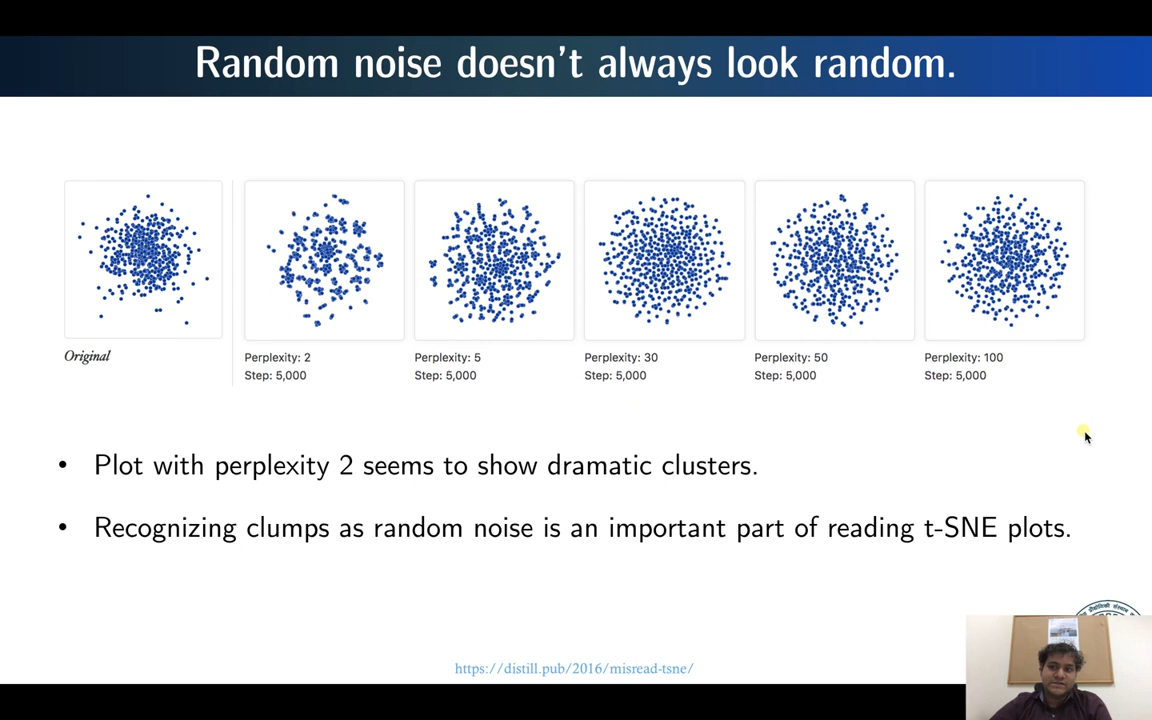 Random noise doesn't always look random.
Original
Perplexity: 2
Step: 5,000
Perplexity: 5
Step: 5,000
Perplexity: 30
Step: 5,000
Perplexity: 50
Step: 5,000
Perplexity: 100
Step: 5,000
• Plot with perplexity 2 seems to show dramatic clusters.
• Recognizing clumps as random noise is an important part of reading t-SNE plots.
https://distill.pub/2016/misread-tsne/